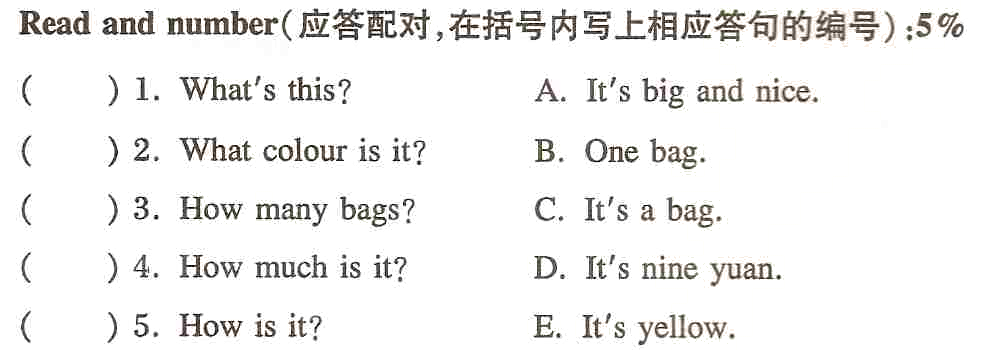 Read and number(应答配对,在括号内写上相应答句的编号):5%
(  ) 1. What's this?  A. It's big and nice.
(  ) 2. What colour is it?  B. One bag.
(  ) 3. How many bags?  C. It's a bag.
(  ) 4. How much is it?  D. It's nine yuan.
(  ) 5. How is it?  E. It's yellow.